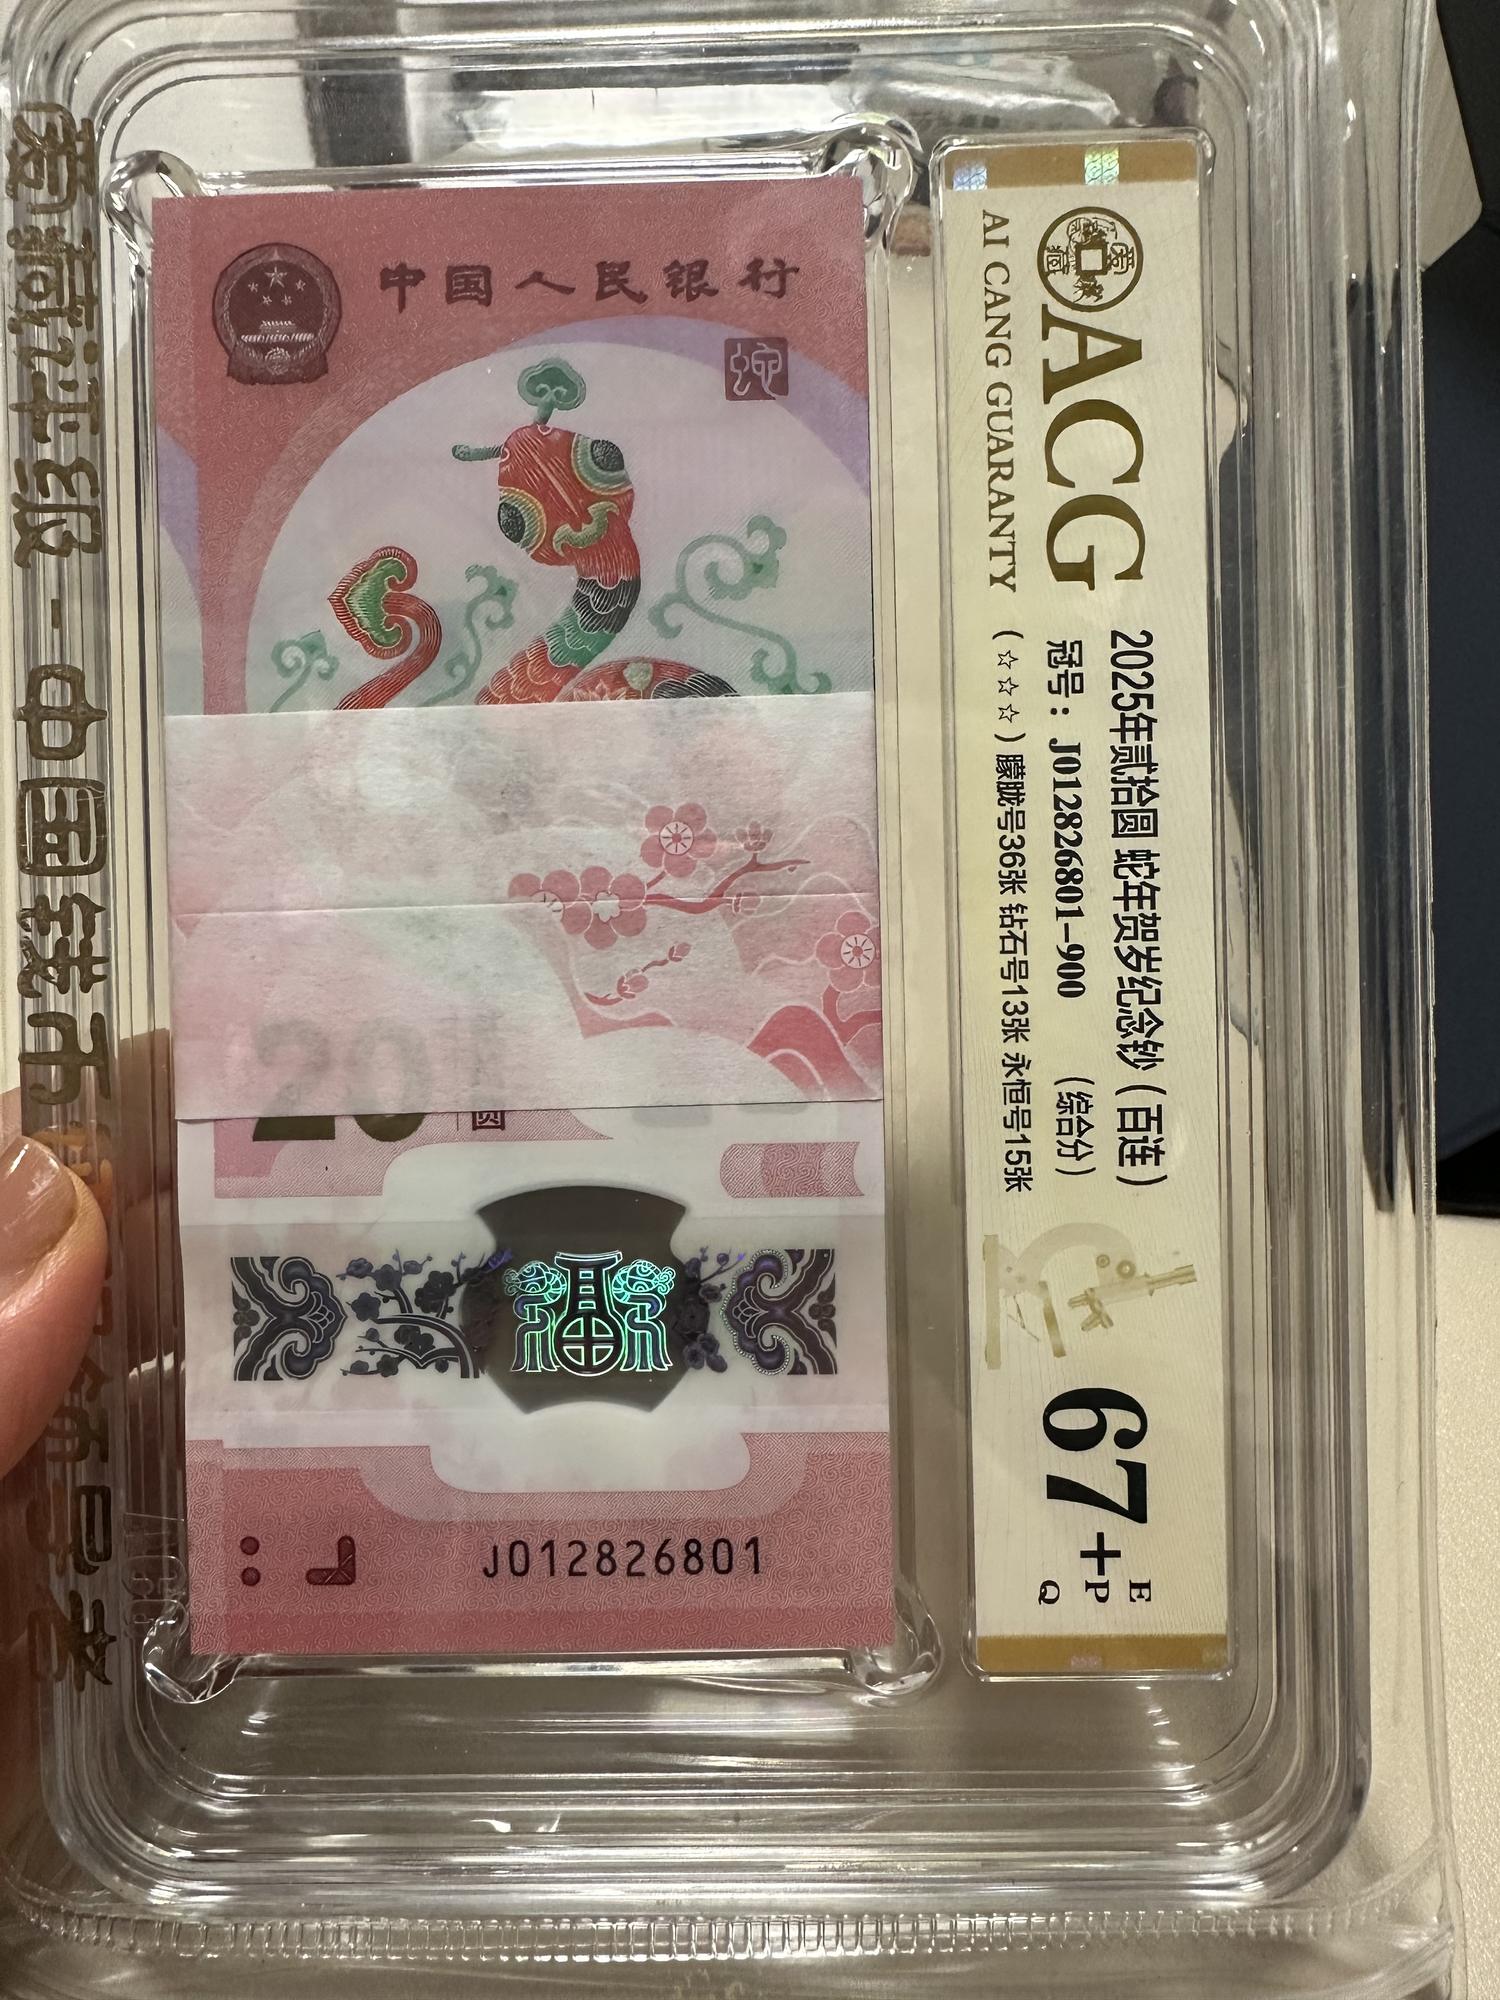 中国人民银行
蛇
20
圆
J012826801
ACG
AI CANG GUARANTY
2025年贰拾圆 蛇年贺岁纪念钞（百连）
冠号：J012826801-900 （综合分）
（☆☆☆）朦胧号36张 钻石号13张 永恒号15张
67+
E
P
Q
爱藏评级-中国钱币